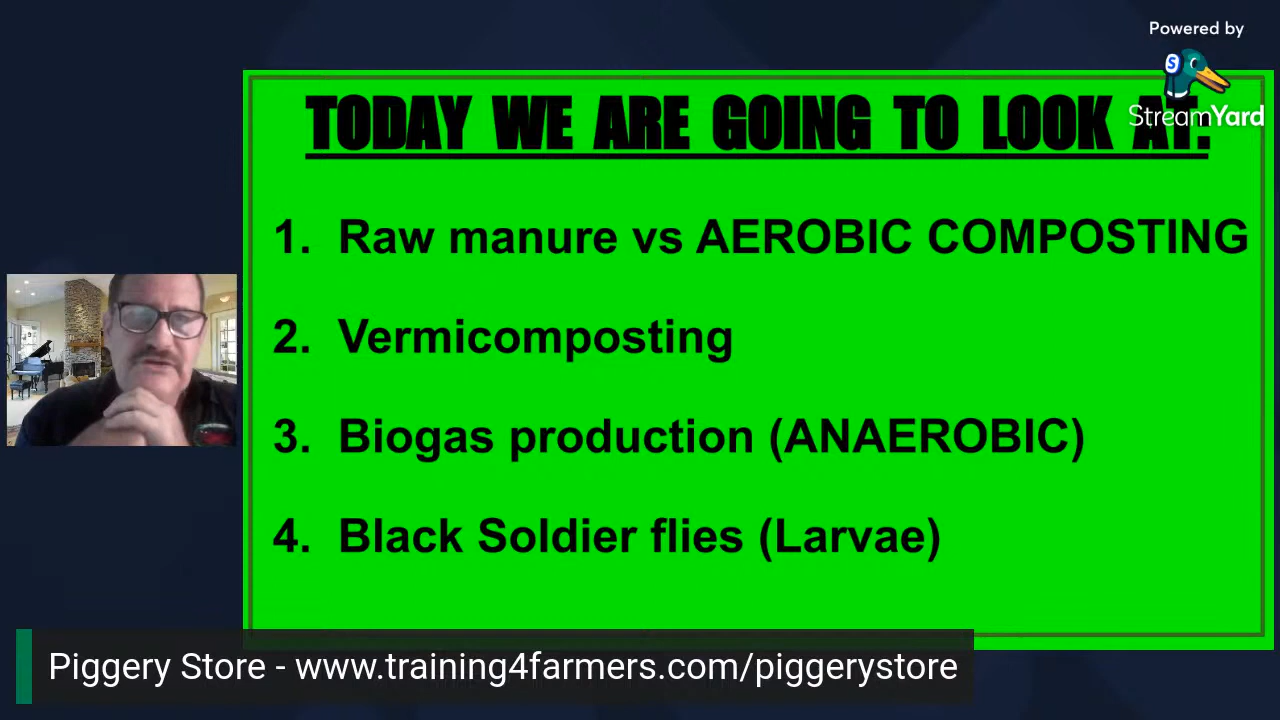 Powered by
S
StreamYard
TODAY WE ARE GOING TO LOOK AT:
1. Raw manure vs AEROBIC COMPOSTING
2. Vermicomposting
3. Biogas production (ANAEROBIC)
4. Black Soldier flies (Larvae)
Piggery Store - www.training4farmers.com/piggerystore